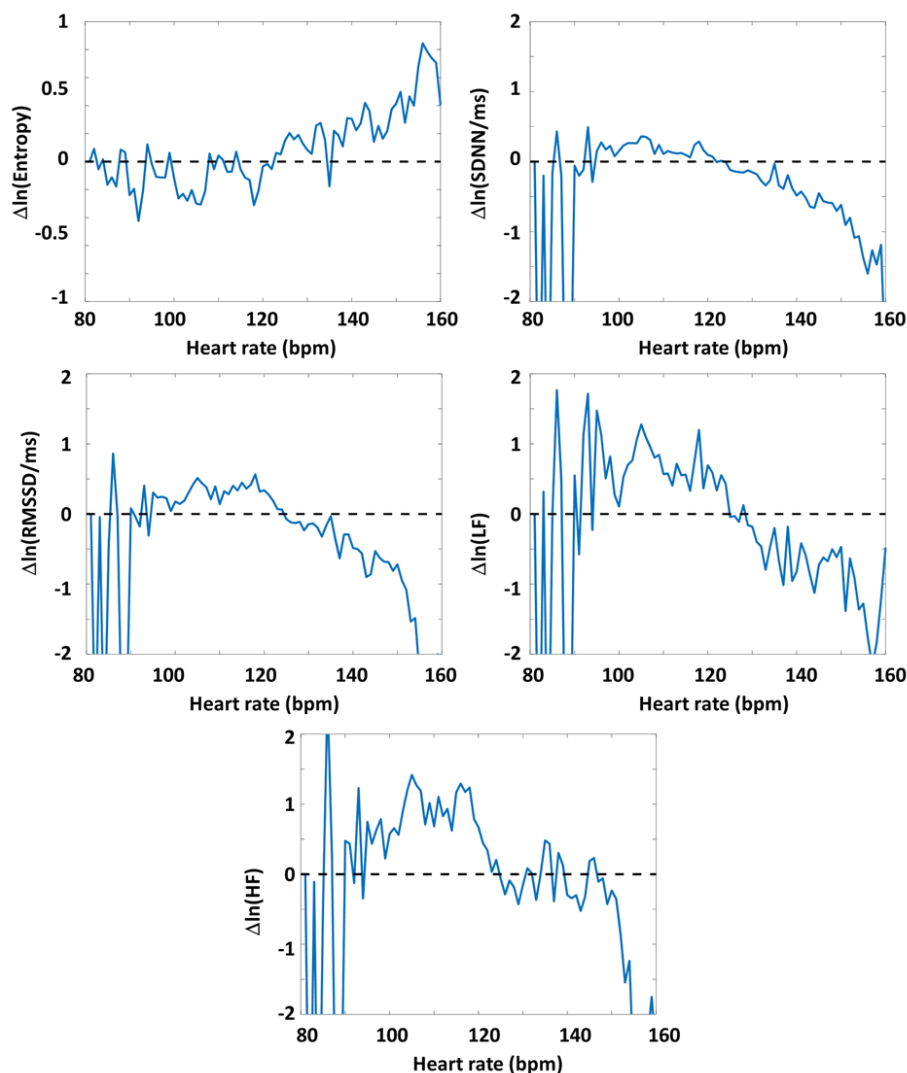 1
0.5
0
-0.5
-1
Δln(Entropy)
80 100 120 140 160
Heart rate (bpm)
2
1
0
-1
-2
Δln(SDNN/ms)
80 100 120 140 160
Heart rate (bpm)
2
1
0
-1
-2
Δln(RMSSD/ms)
80 100 120 140 160
Heart rate (bpm)
2
1
0
-1
-2
Δln(LF)
80 100 120 140 160
Heart rate (bpm)
2
1
0
-1
-2
Δln(HF)
80 100 120 140 160
Heart rate (bpm)